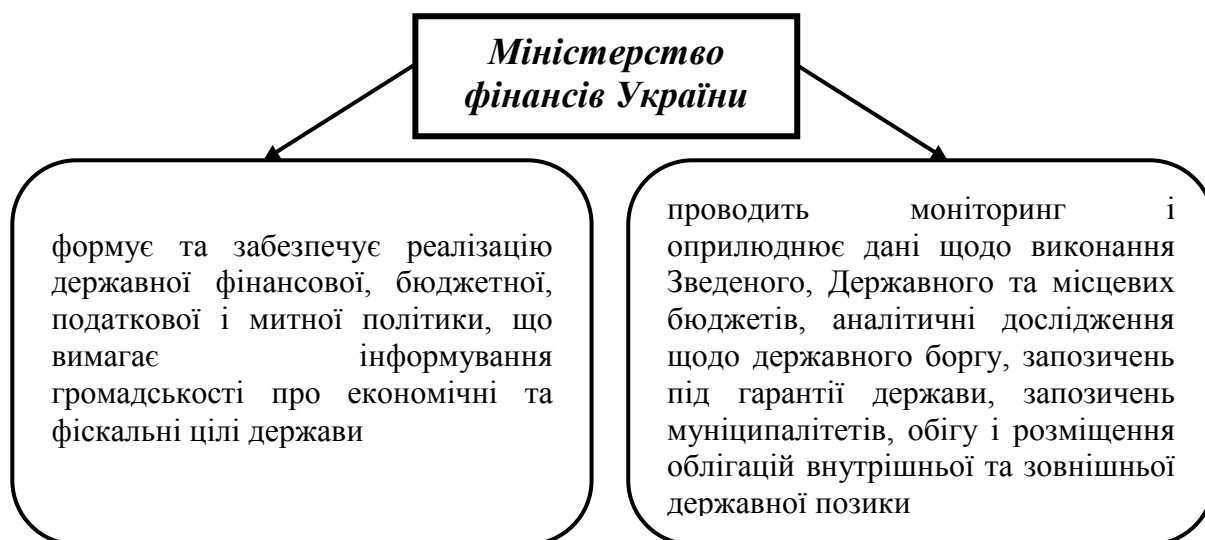 Міністерство
фінансів України
формує та забезпечує реалізацію
державної фінансової, бюджетної,
податкової і митної політики, що
вимагає інформування
громадськості про економічні та
фіскальні цілі держави
проводить моніторинг і
оприлюднює дані щодо виконання
Зведеного, Державного та місцевих
бюджетів, аналітичні дослідження
щодо державного боргу, запозичень
під гарантії держави, запозичень
муніципалітетів, обігу і розміщення
облігацій внутрішньої та зовнішньої
державної позики